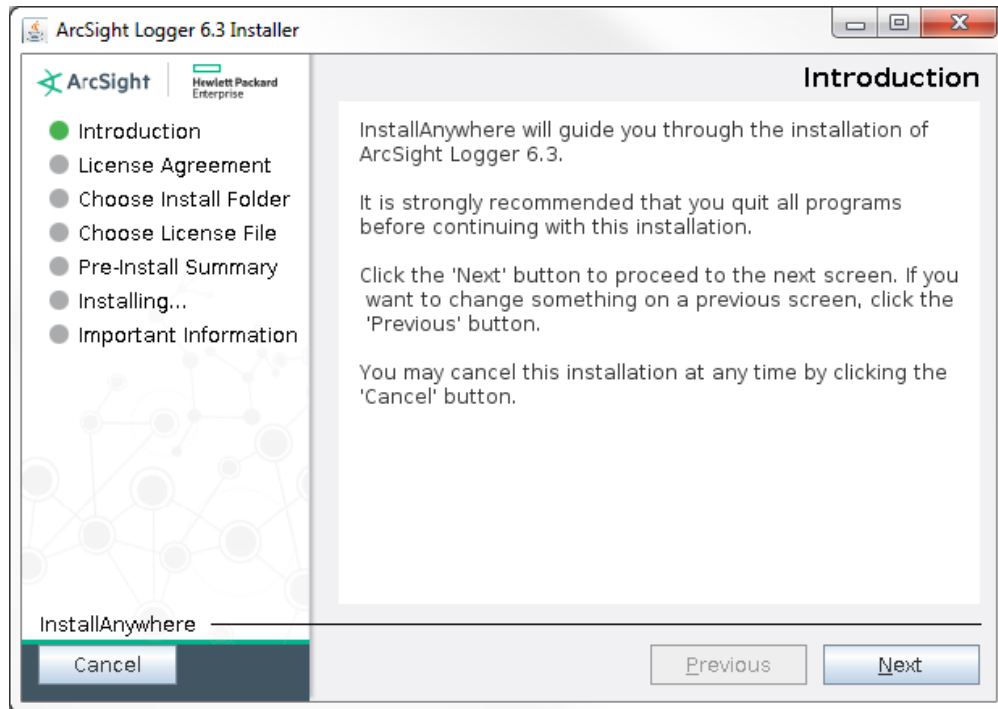 ArcSight Logger 6.3 Installer
ArcSight
Hewlett Packard
Enterprise
Introduction
License Agreement
Choose Install Folder
Choose License File
Pre-Install Summary
Installing...
Important Information
Introduction
InstallAnywhere will guide you through the installation of
ArcSight Logger 6.3.
It is strongly recommended that you quit all programs
before continuing with this installation.
Click the 'Next' button to proceed to the next screen. If you
want to change something on a previous screen, click the
'Previous' button.
You may cancel this installation at any time by clicking the
'Cancel' button.
InstallAnywhere
Cancel
Previous
Next